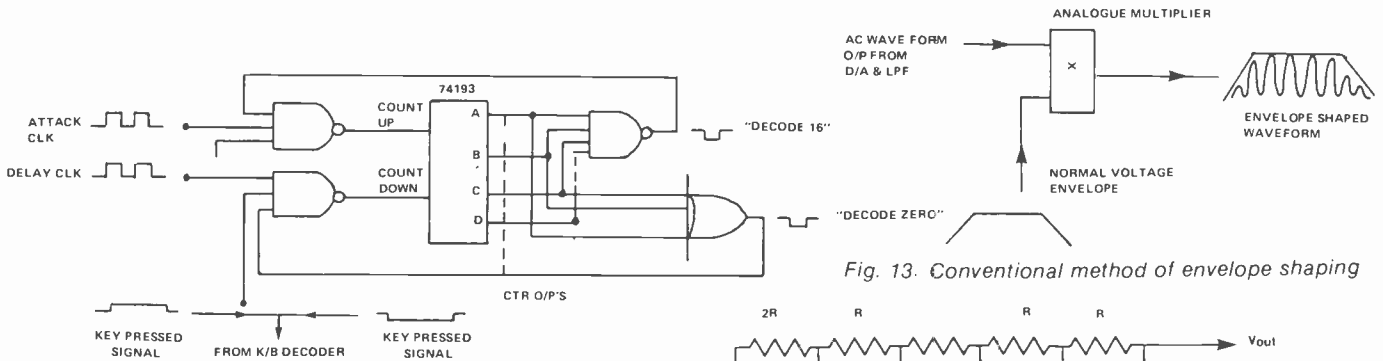 ATTACK
CLK
DELAY CLK
COUNT
UP
COUNT
DOWN
74193
A
B
C
D
"DECODE 16"
"DECODE ZERO"
CTR O/P'S
KEY PRESSED
SIGNAL
FROM K/B DECODER
KEY PRESSED
SIGNAL
ANALOGUE MULTIPLIER
AC WAVE FORM
O/P FROM
D/A & LPF
X
ENVELOPE SHAPED
WAVEFORM
NORMAL VOLTAGE
ENVELOPE
Fig. 13. Conventional method of envelope shaping
2R
R
R
R
Vout